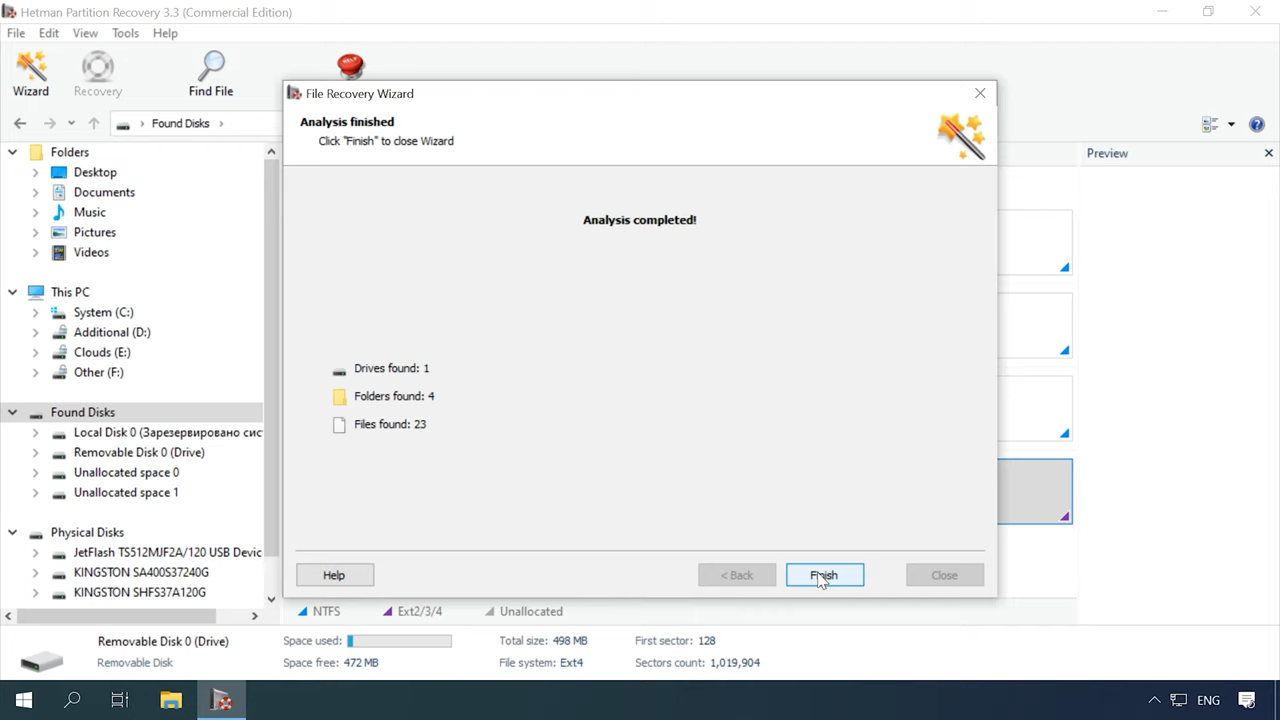 Hetman Partition Recovery 3.3 (Commercial Edition)
File Edit View Tools Help
Wizard Recovery Find File HELP
Found Disks
File Recovery Wizard
Analysis finished
Click "Finish" to close Wizard
Analysis completed!
Drives found: 1
Folders found: 4
Files found: 23
Help < Back Finish Close
Preview
Folders
Desktop
Documents
Music
Pictures
Videos
This PC
System (C:)
Additional (D:)
Clouds (E:)
Other (F:)
Found Disks
Local Disk 0 (Зарезервировано сис
Removable Disk 0 (Drive)
Unallocated space 0
Unallocated space 1
Physical Disks
JetFlash TS512MJF2A/120 USB Devic
KINGSTON SA400S37240G
KINGSTON SHFS37A120G
NTFS Ext2/3/4 Unallocated
Removable Disk 0 (Drive) Space used: Total size: 498 MB First sector: 128
Removable Disk Space free: 472 MB File system: Ext4 Sectors count: 1,019,904
ENG